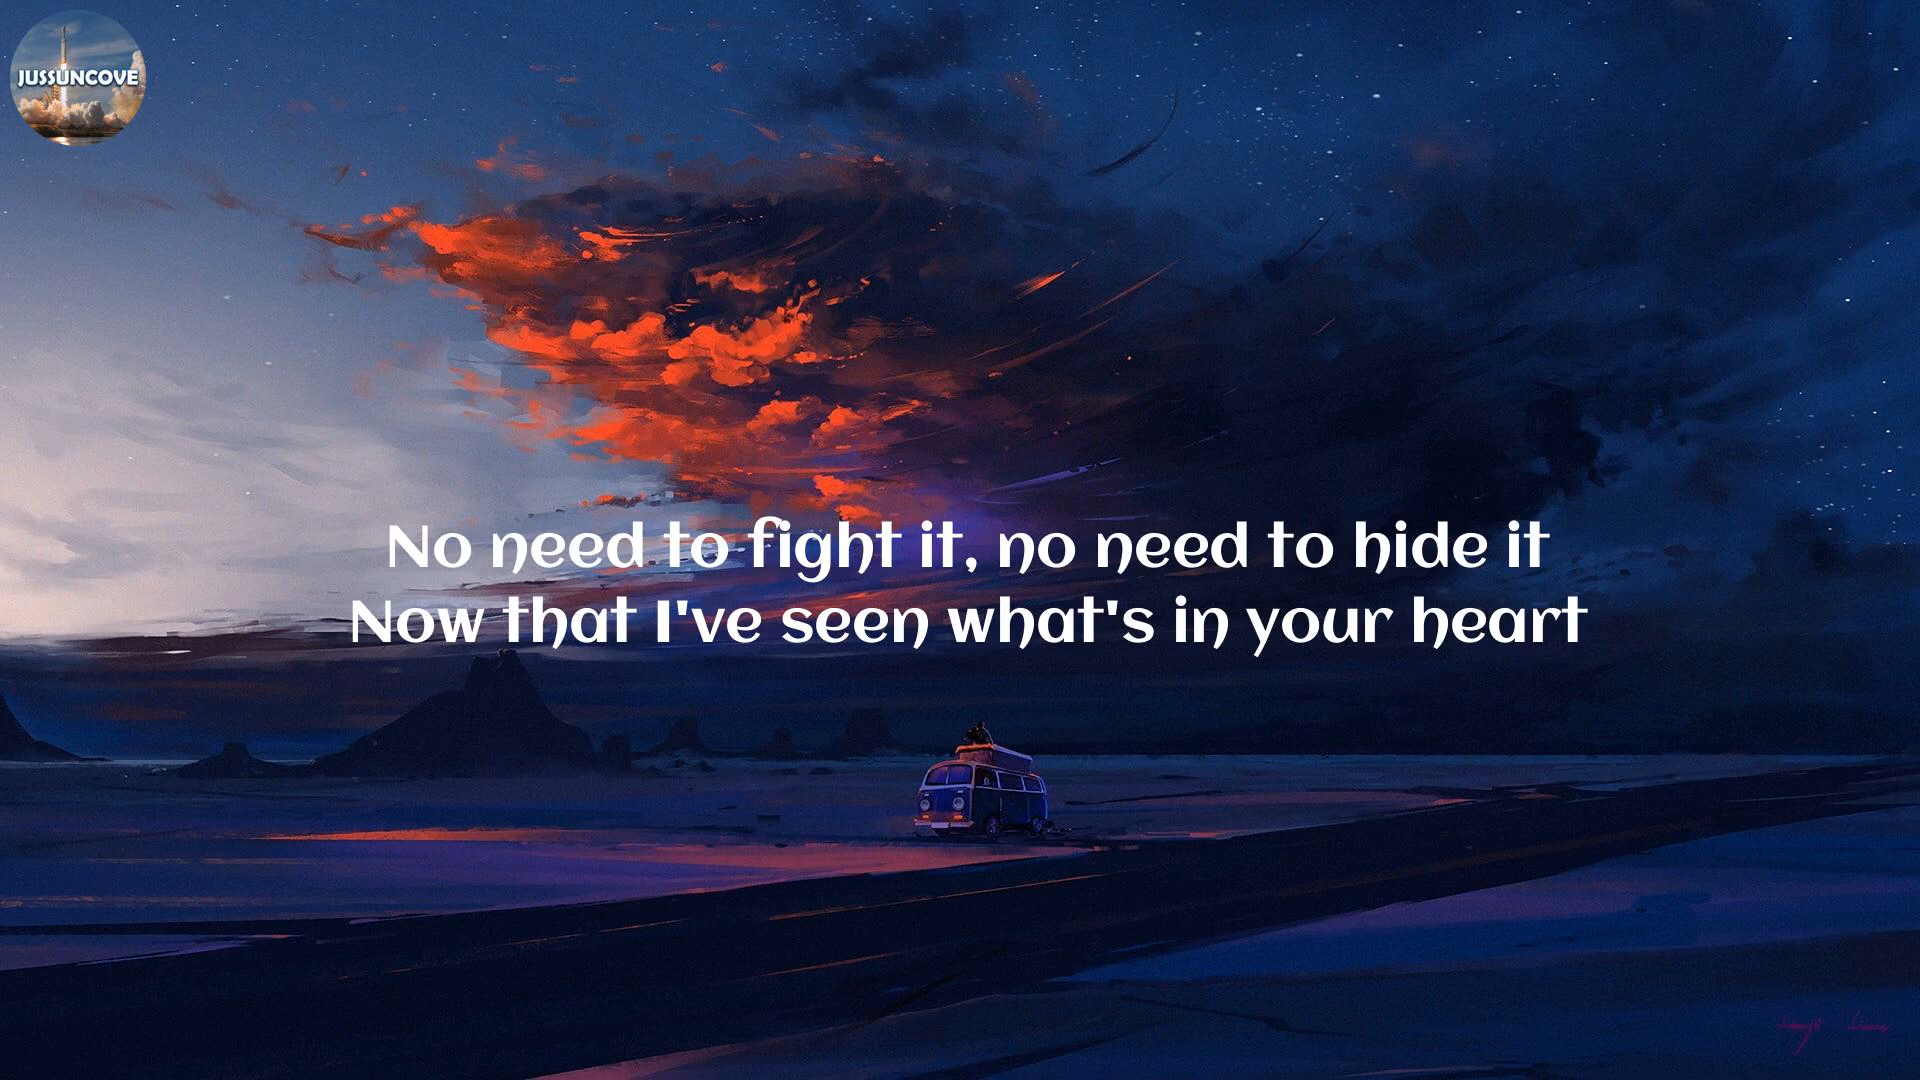 JUSSUNCOVE
No need to fight it, no need to hide it
Now that I've seen what's in your heart